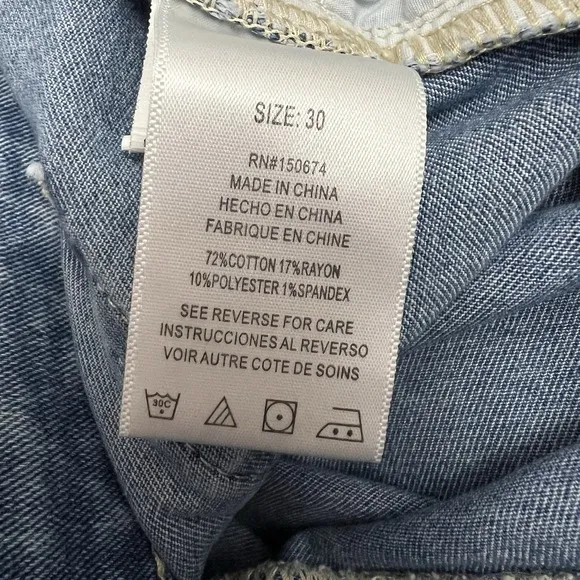 SIZE: 30
RN#150674
MADE IN CHINA
HECHO EN CHINA
FABRIQUE EN CHINE
72%COTTON 17%RAYON
10%POLYESTER 1%SPANDEX
SEE REVERSE FOR CARE
INSTRUCCIONES AL REVERSO
VOIR AUTRE COTE DE SOINS
30C